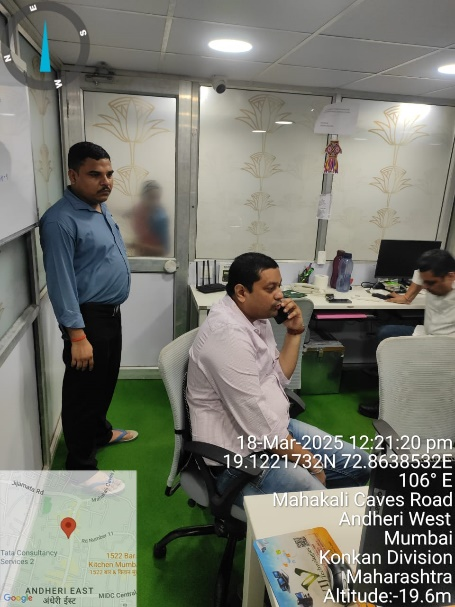 N
E
S
W
18-Mar-2025 12:21:20 pm
19.1221732N 72.8638532E
106° E
Mahakali Caves Road
Andheri West
Mumbai
Konkan Division
Maharashtra
Altitude:-19.6m
Rd Number 11
Tata Consultancy
Services 2
1522 Bar
Kitchen Mumbai
ANDHERI EAST
अंधेरी ईस्ट
MIDC Central
Google